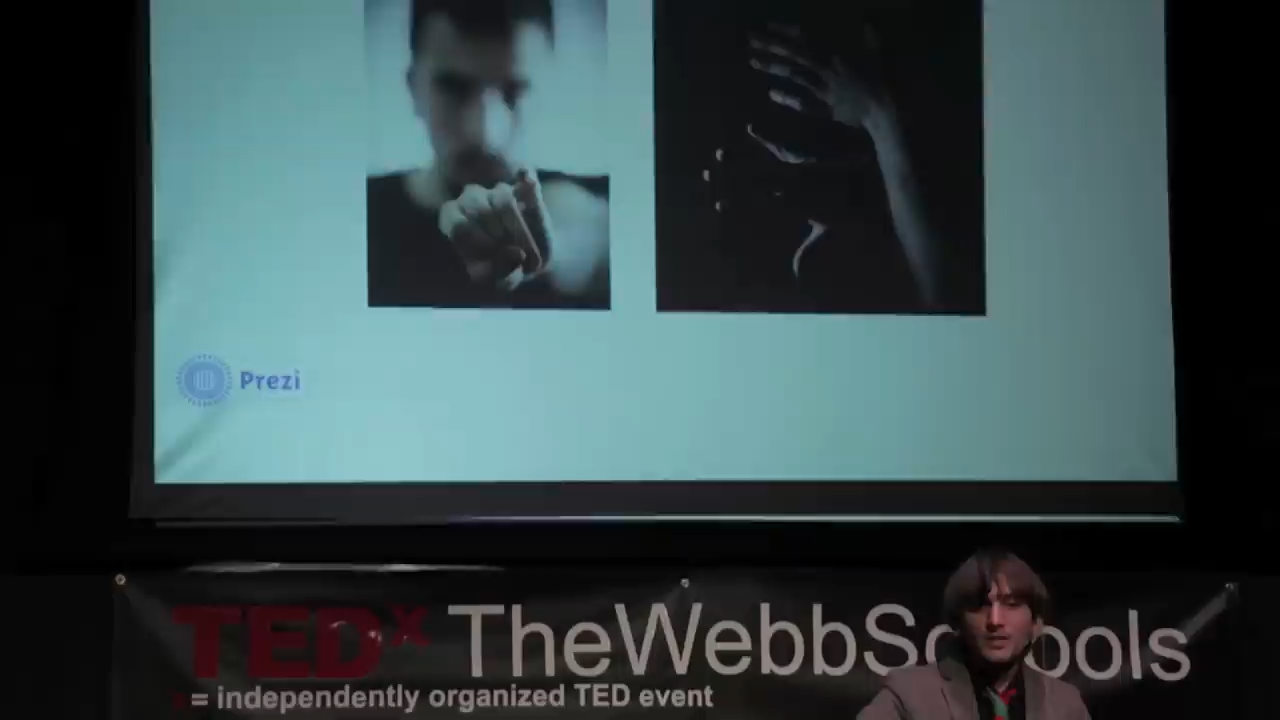 Prezi
TEDx TheWebbSchools
x = independently organized TED event